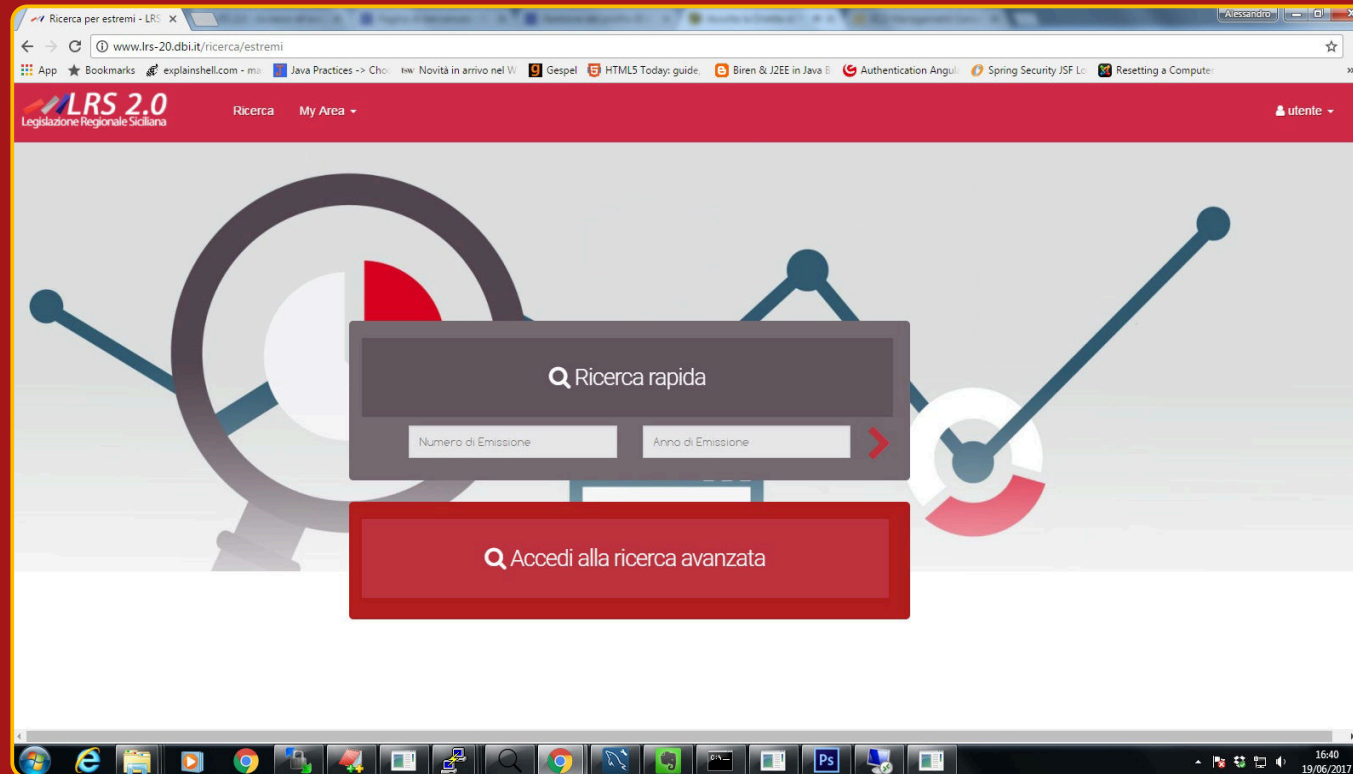 Ricerca per estremi - LRS
Alessandro
www.lrs-20.dbi.it/ricerca/estremi
App Bookmarks explainshell.com - ma Java Practices -> Cho Novità in arrivo nel W Gespel HTML5 Today: guide, Biren & J2EE in Java B Authentication Angul Spring Security JSF Lo Resetting a Computer »
LRS 2.0
Legislazione Regionale Siciliana
Ricerca My Area utente
Ricerca rapida
Numero di Emissione Anno di Emissione
Accedi alla ricerca avanzata
Ps
16:40
19/06/2017